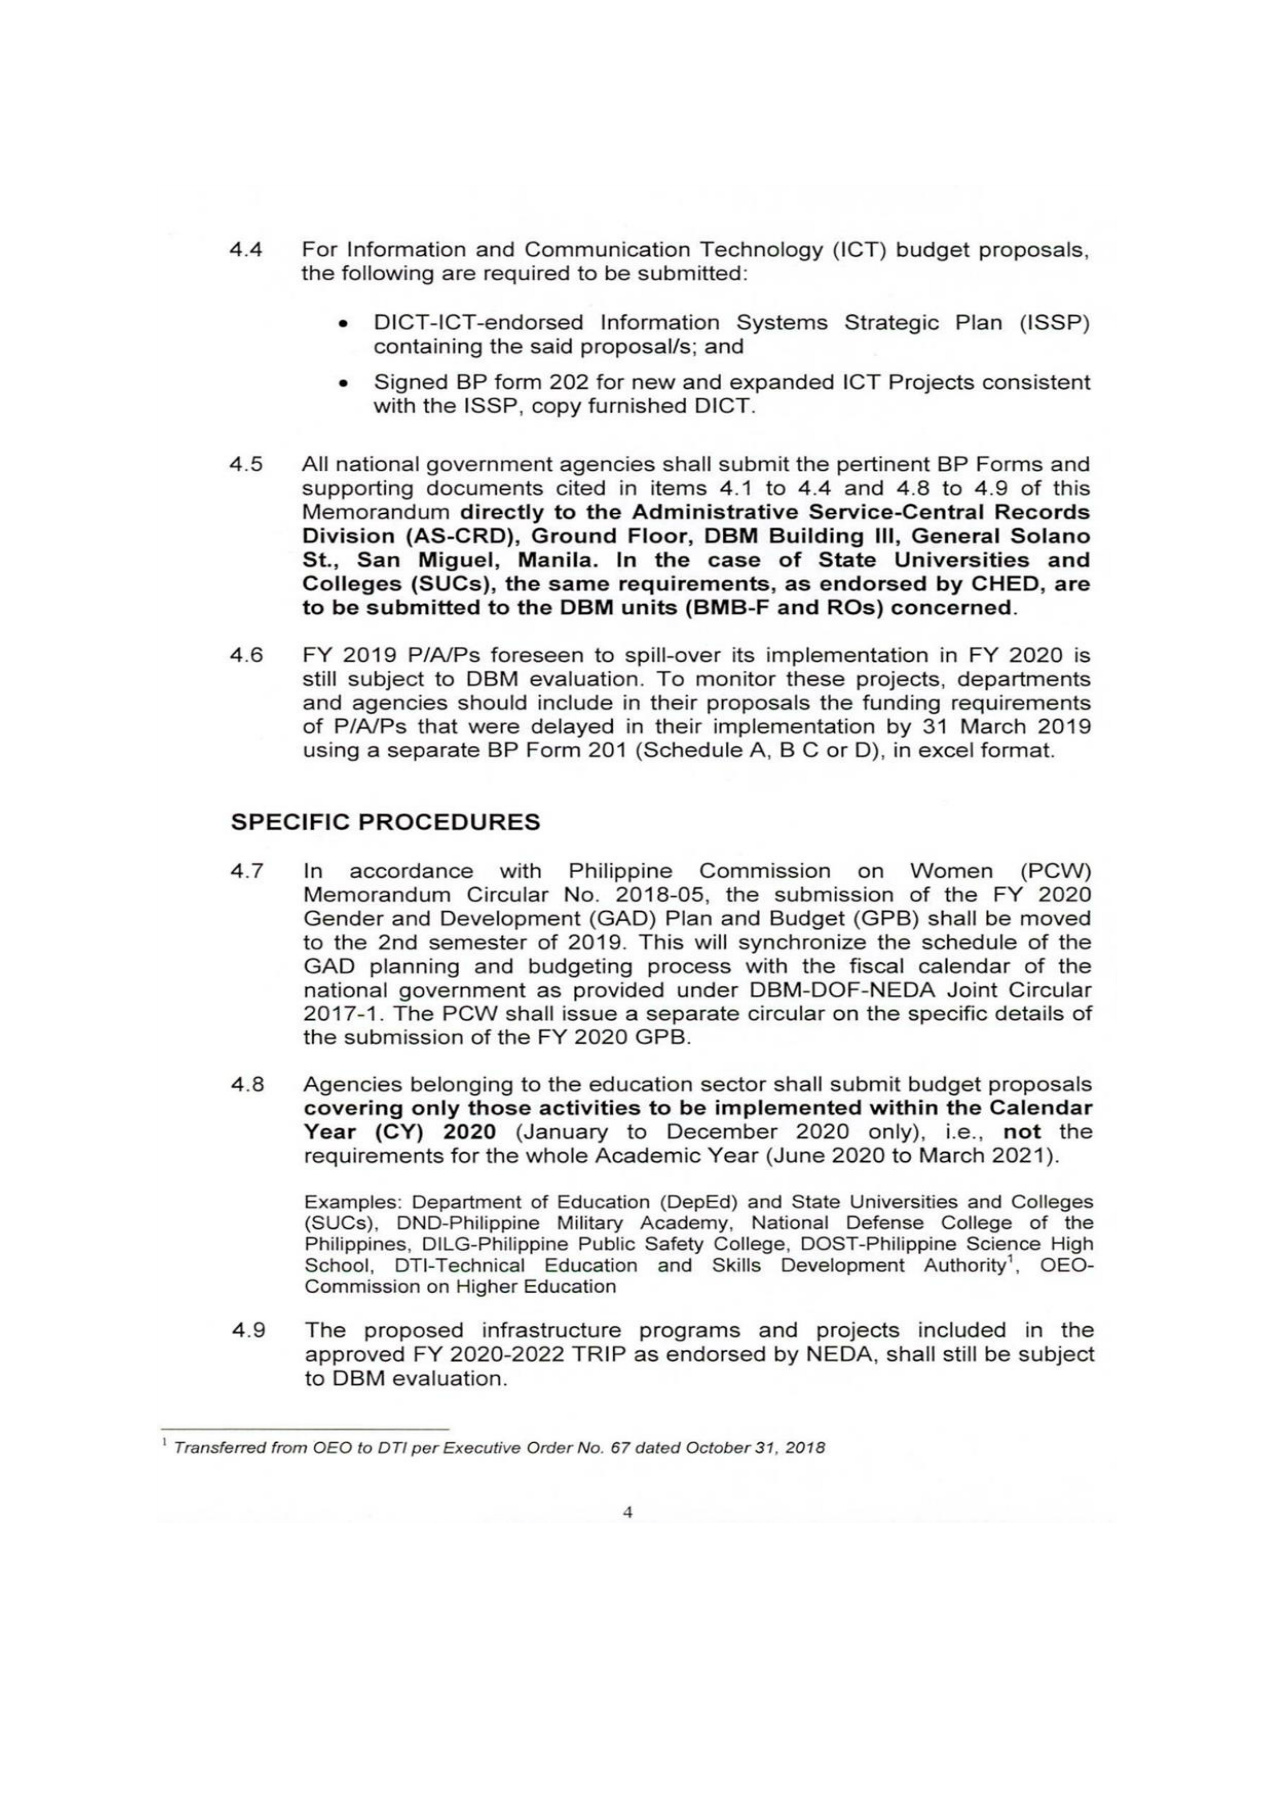 4.4 For Information and Communication Technology (ICT) budget proposals,
the following are required to be submitted:
• DICT-ICT-endorsed Information Systems Strategic Plan (ISSP)
containing the said proposal/s; and
• Signed BP form 202 for new and expanded ICT Projects consistent
with the ISSP, copy furnished DICT.
4.5 All national government agencies shall submit the pertinent BP Forms and
supporting documents cited in items 4.1 to 4.4 and 4.8 to 4.9 of this
Memorandum directly to the Administrative Service-Central Records
Division (AS-CRD), Ground Floor, DBM Building III, General Solano
St., San Miguel, Manila. In the case of State Universities and
Colleges (SUCs), the same requirements, as endorsed by CHED, are
to be submitted to the DBM units (BMB-F and ROs) concerned.
4.6 FY 2019 P/A/Ps foreseen to spill-over its implementation in FY 2020 is
still subject to DBM evaluation. To monitor these projects, departments
and agencies should include in their proposals the funding requirements
of P/A/Ps that were delayed in their implementation by 31 March 2019
using a separate BP Form 201 (Schedule A, B C or D), in excel format.
SPECIFIC PROCEDURES
4.7 In accordance with Philippine Commission on Women (PCW)
Memorandum Circular No. 2018-05, the submission of the FY 2020
Gender and Development (GAD) Plan and Budget (GPB) shall be moved
to the 2nd semester of 2019. This will synchronize the schedule of the
GAD planning and budgeting process with the fiscal calendar of the
national government as provided under DBM-DOF-NEDA Joint Circular
2017-1. The PCW shall issue a separate circular on the specific details of
the submission of the FY 2020 GPB.
4.8 Agencies belonging to the education sector shall submit budget proposals
covering only those activities to be implemented within the Calendar
Year (CY) 2020 (January to December 2020 only), i.e., not the
requirements for the whole Academic Year (June 2020 to March 2021).
Examples: Department of Education (DepEd) and State Universities and Colleges
(SUCs), DND-Philippine Military Academy, National Defense College of the
Philippines, DILG-Philippine Public Safety College, DOST-Philippine Science High
School, DTI-Technical Education and Skills Development Authority¹, OEO-
Commission on Higher Education
4.9 The proposed infrastructure programs and projects included in the
approved FY 2020-2022 TRIP as endorsed by NEDA, shall still be subject
to DBM evaluation.
¹ Transferred from OEO to DTI per Executive Order No. 67 dated October 31, 2018
4